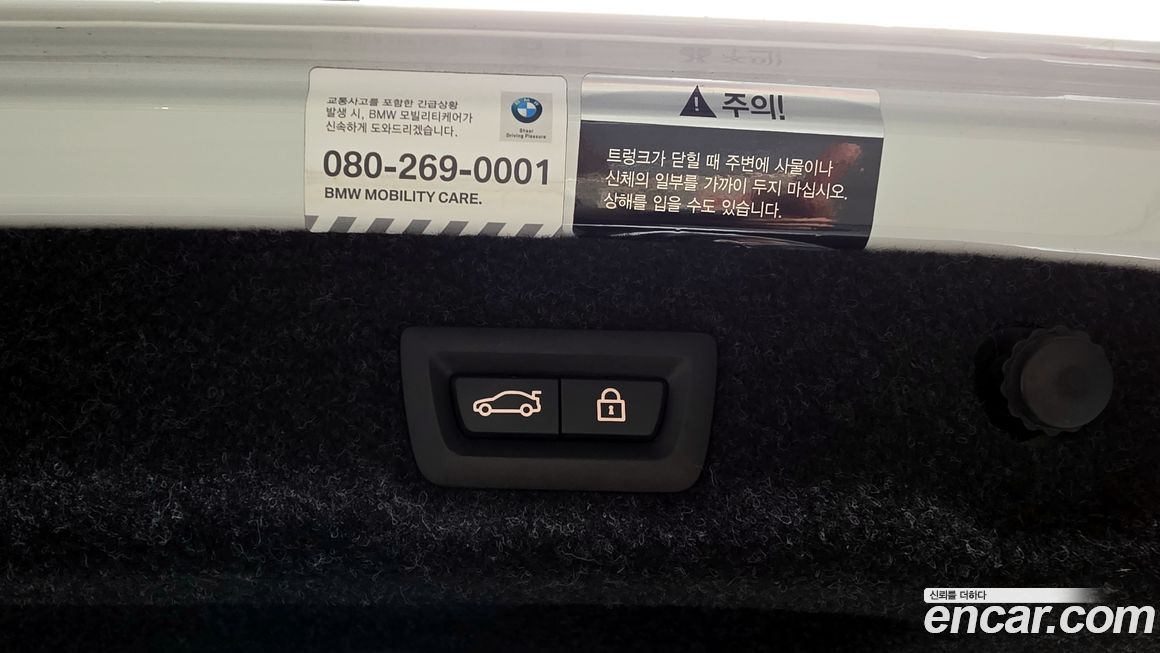 교통사고를 포함한 긴급상황
발생 시, BMW 모빌리티케어가
신속하게 도와드리겠습니다.
BMW
Sheer
Driving Pleasure
080-269-0001
BMW MOBILITY CARE.
주의!
트렁크가 닫힐 때 주변에 사물이나
신체의 일부를 가까이 두지 마십시오.
상해를 입을 수도 있습니다.
신뢰를 더하다
encar.com